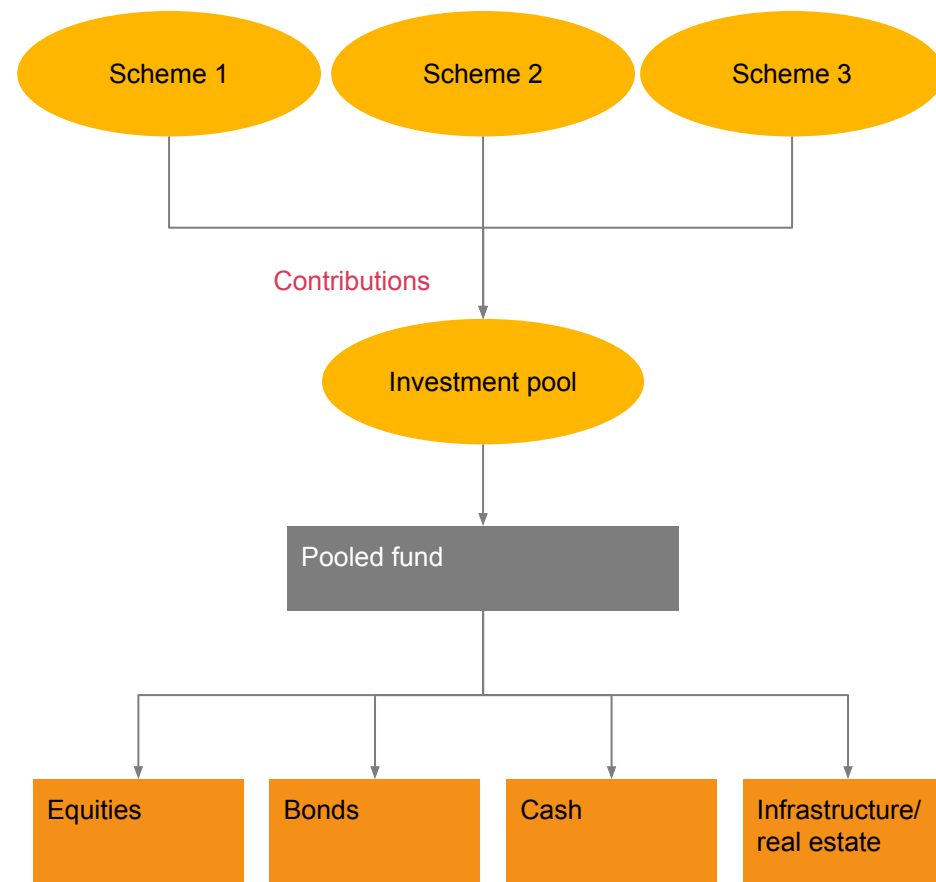 Scheme 1
Scheme 2
Scheme 3
Contributions
Investment pool
Pooled fund
Equities
Bonds
Cash
Infrastructure/
real estate